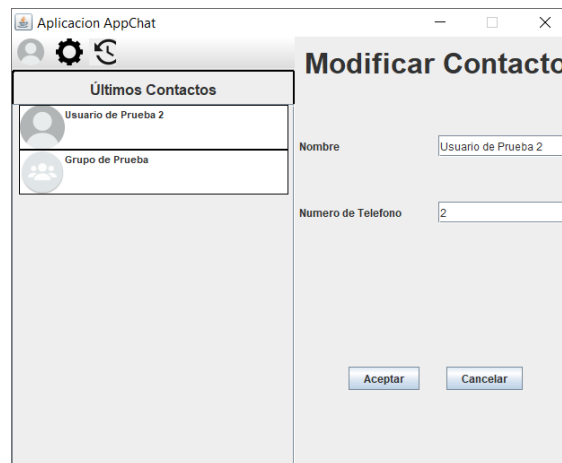 Aplicacion AppChat
Últimos Contactos
Usuario de Prueba 2
Grupo de Prueba
Modificar Contacto
Nombre
Usuario de Prueba 2
Numero de Telefono
2
Aceptar
Cancelar